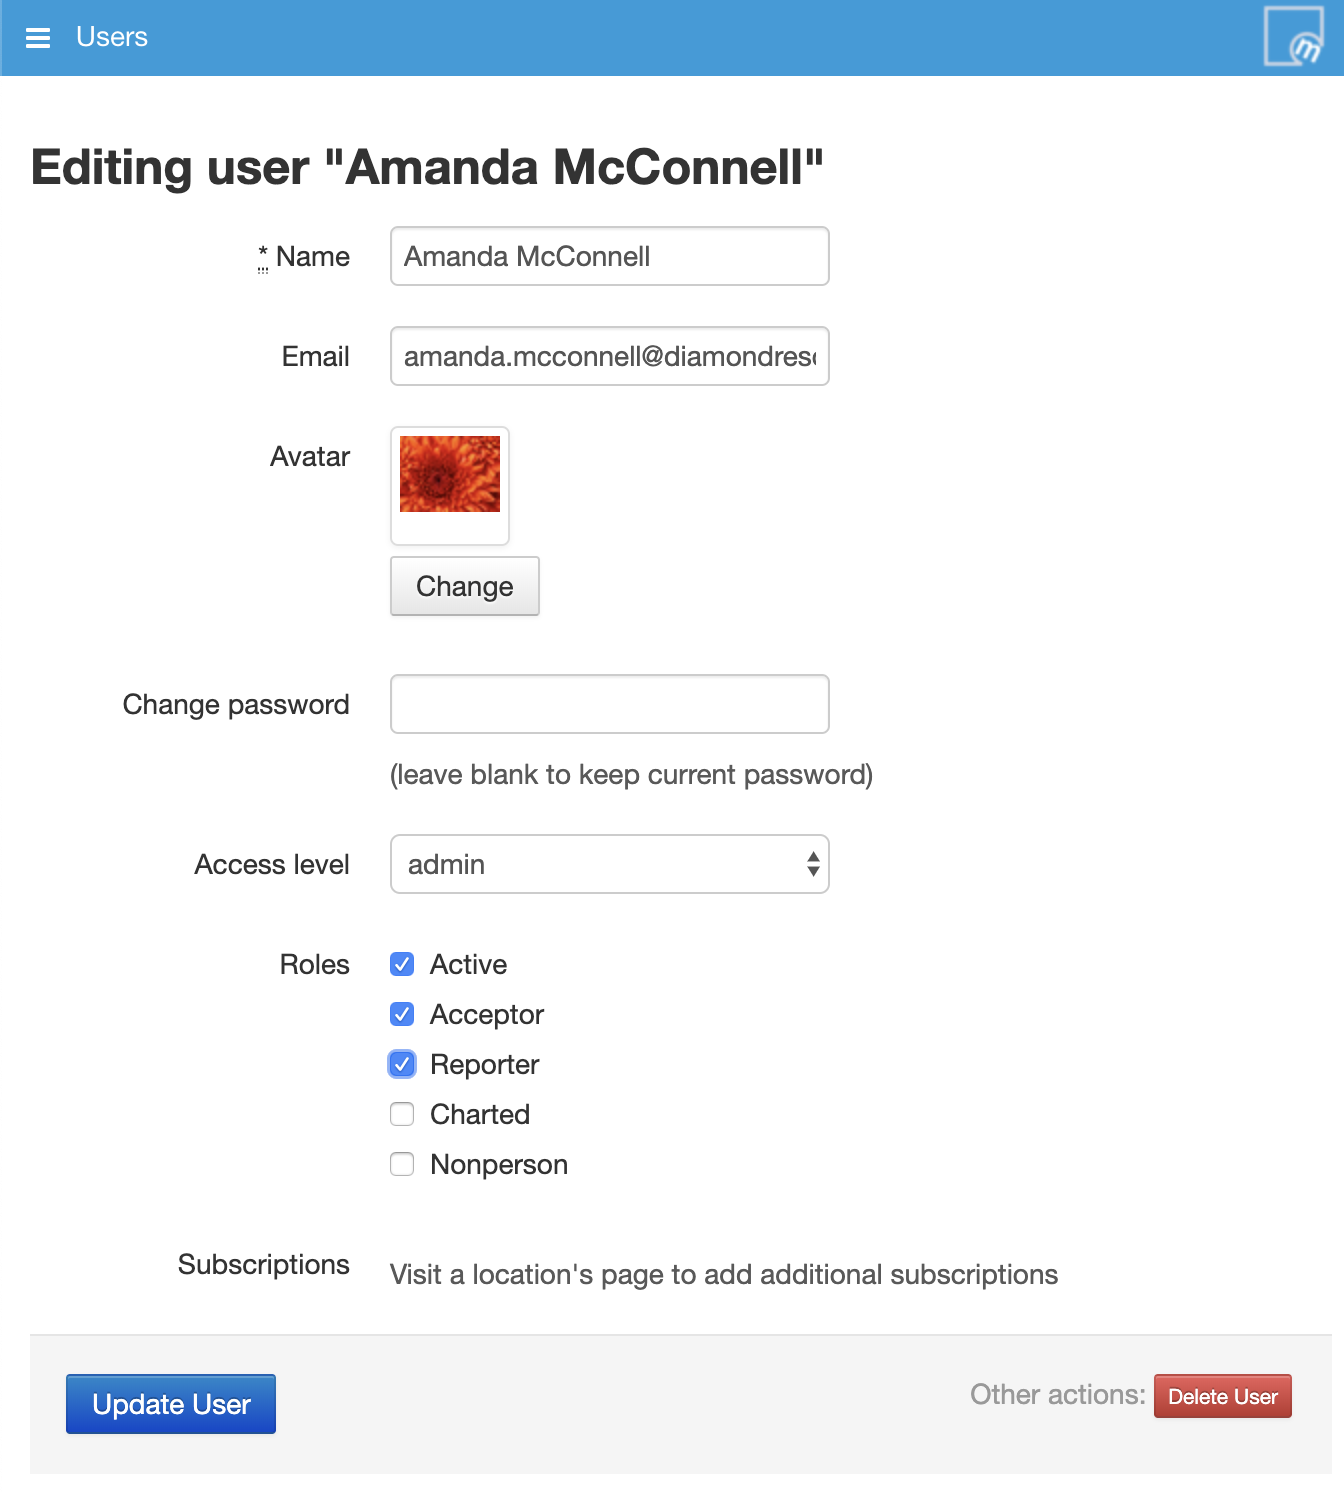 Users
m
Editing user "Amanda McConnell"
* Name
Amanda McConnell
Email
amanda.mcconnell@diamondres
Avatar
Change
Change password
(leave blank to keep current password)
Access level
admin
Roles
Active
Acceptor
Reporter
Charted
Nonperson
Subscriptions
Visit a location's page to add additional subscriptions
Update User
Other actions: Delete User